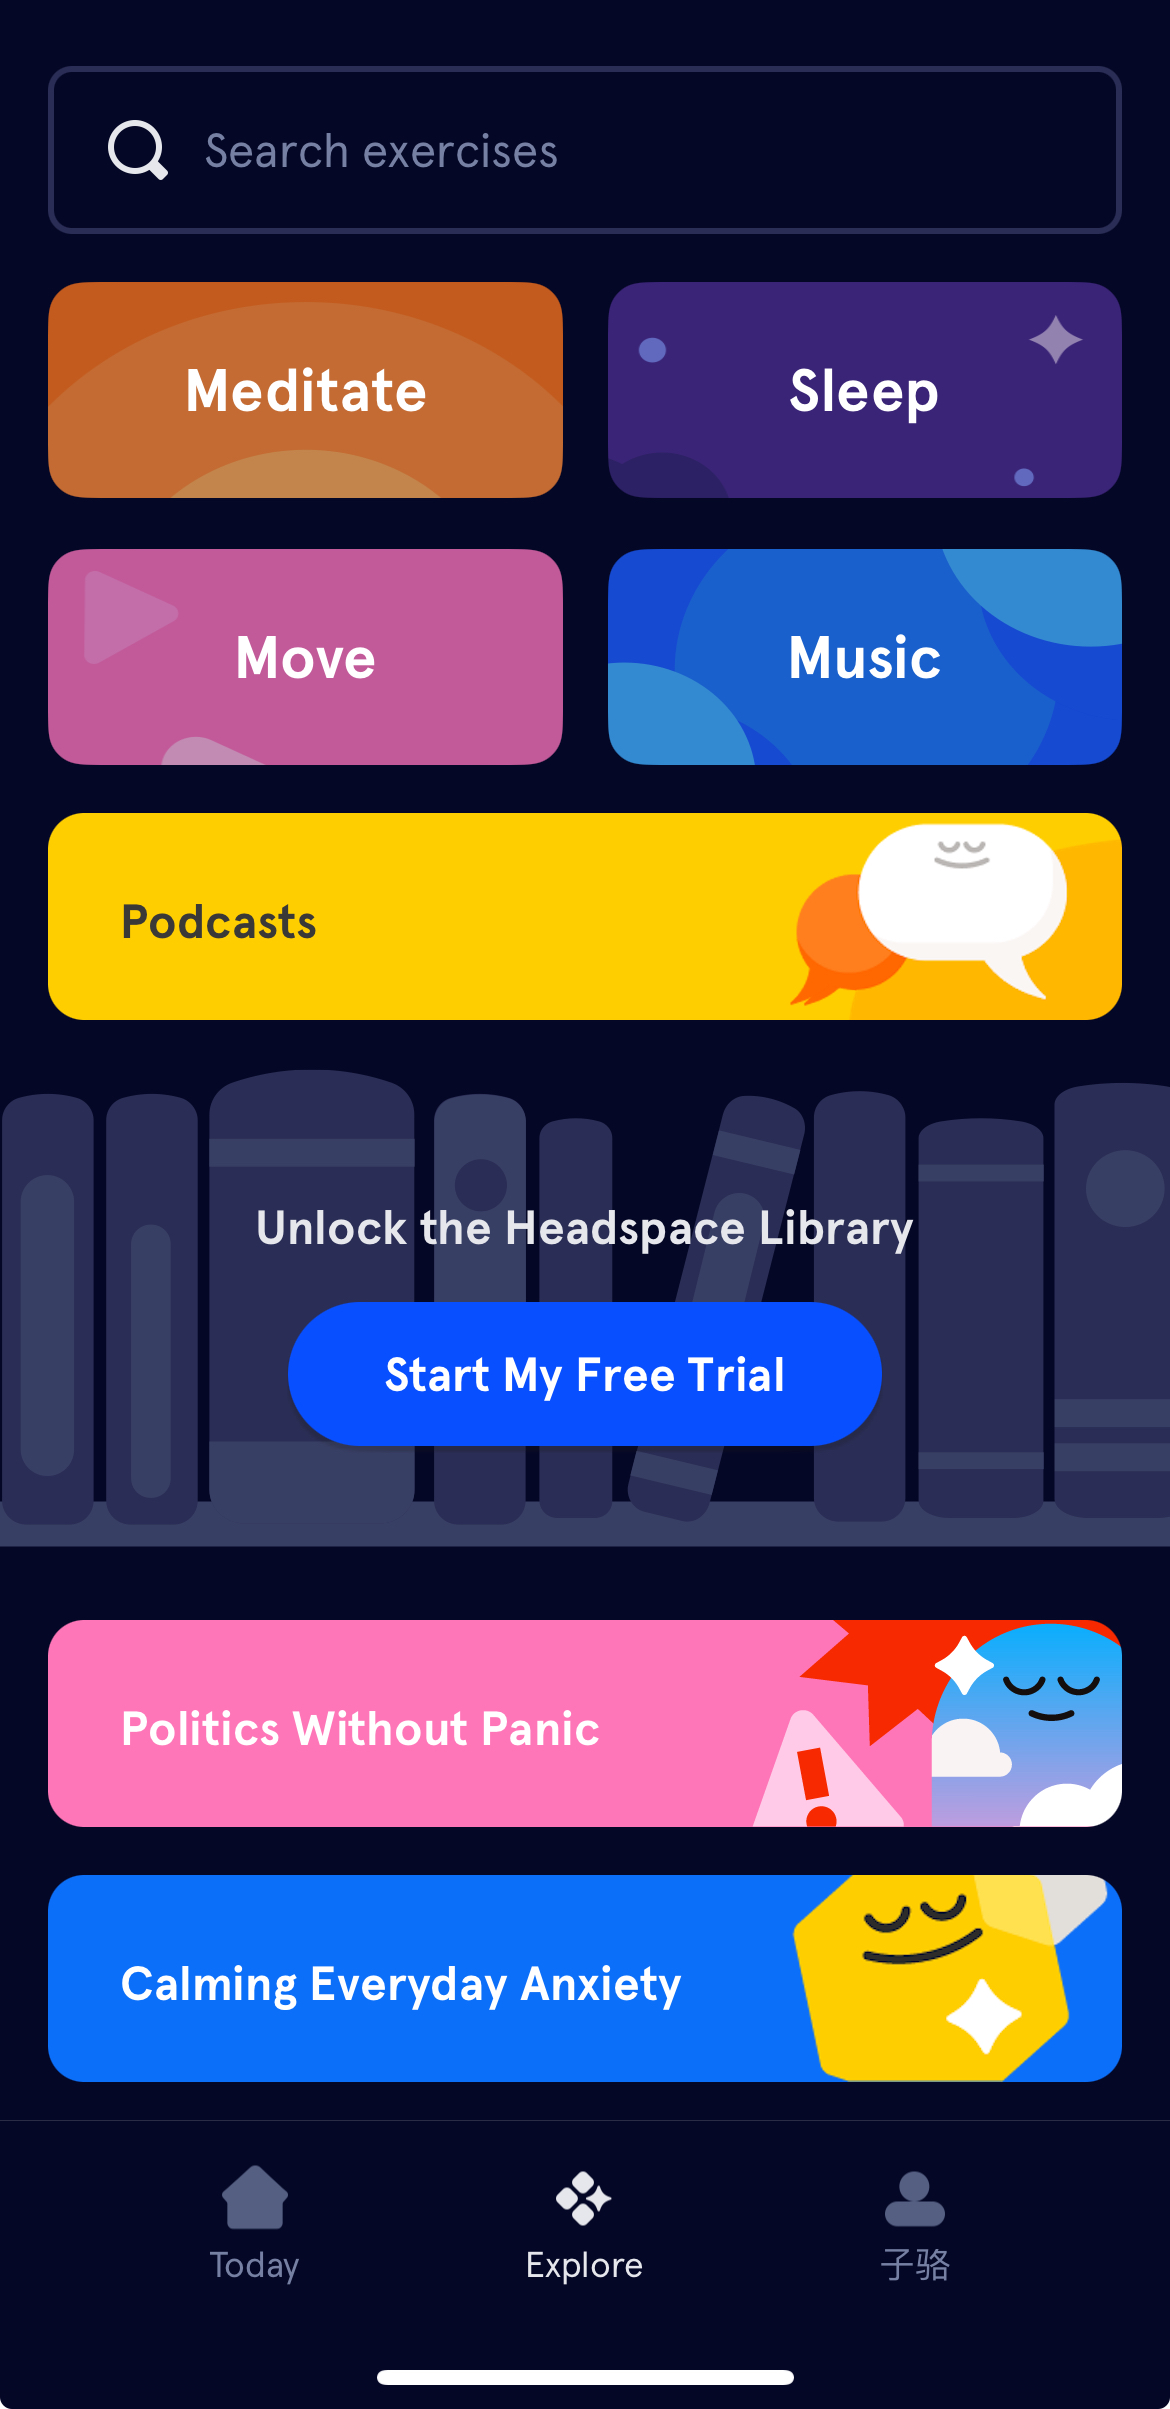 Search exercises
Meditate
Sleep
Move
Music
Podcasts
Unlock the Headspace Library
Start My Free Trial
Politics Without Panic
Calming Everyday Anxiety
Today
Explore
子骆